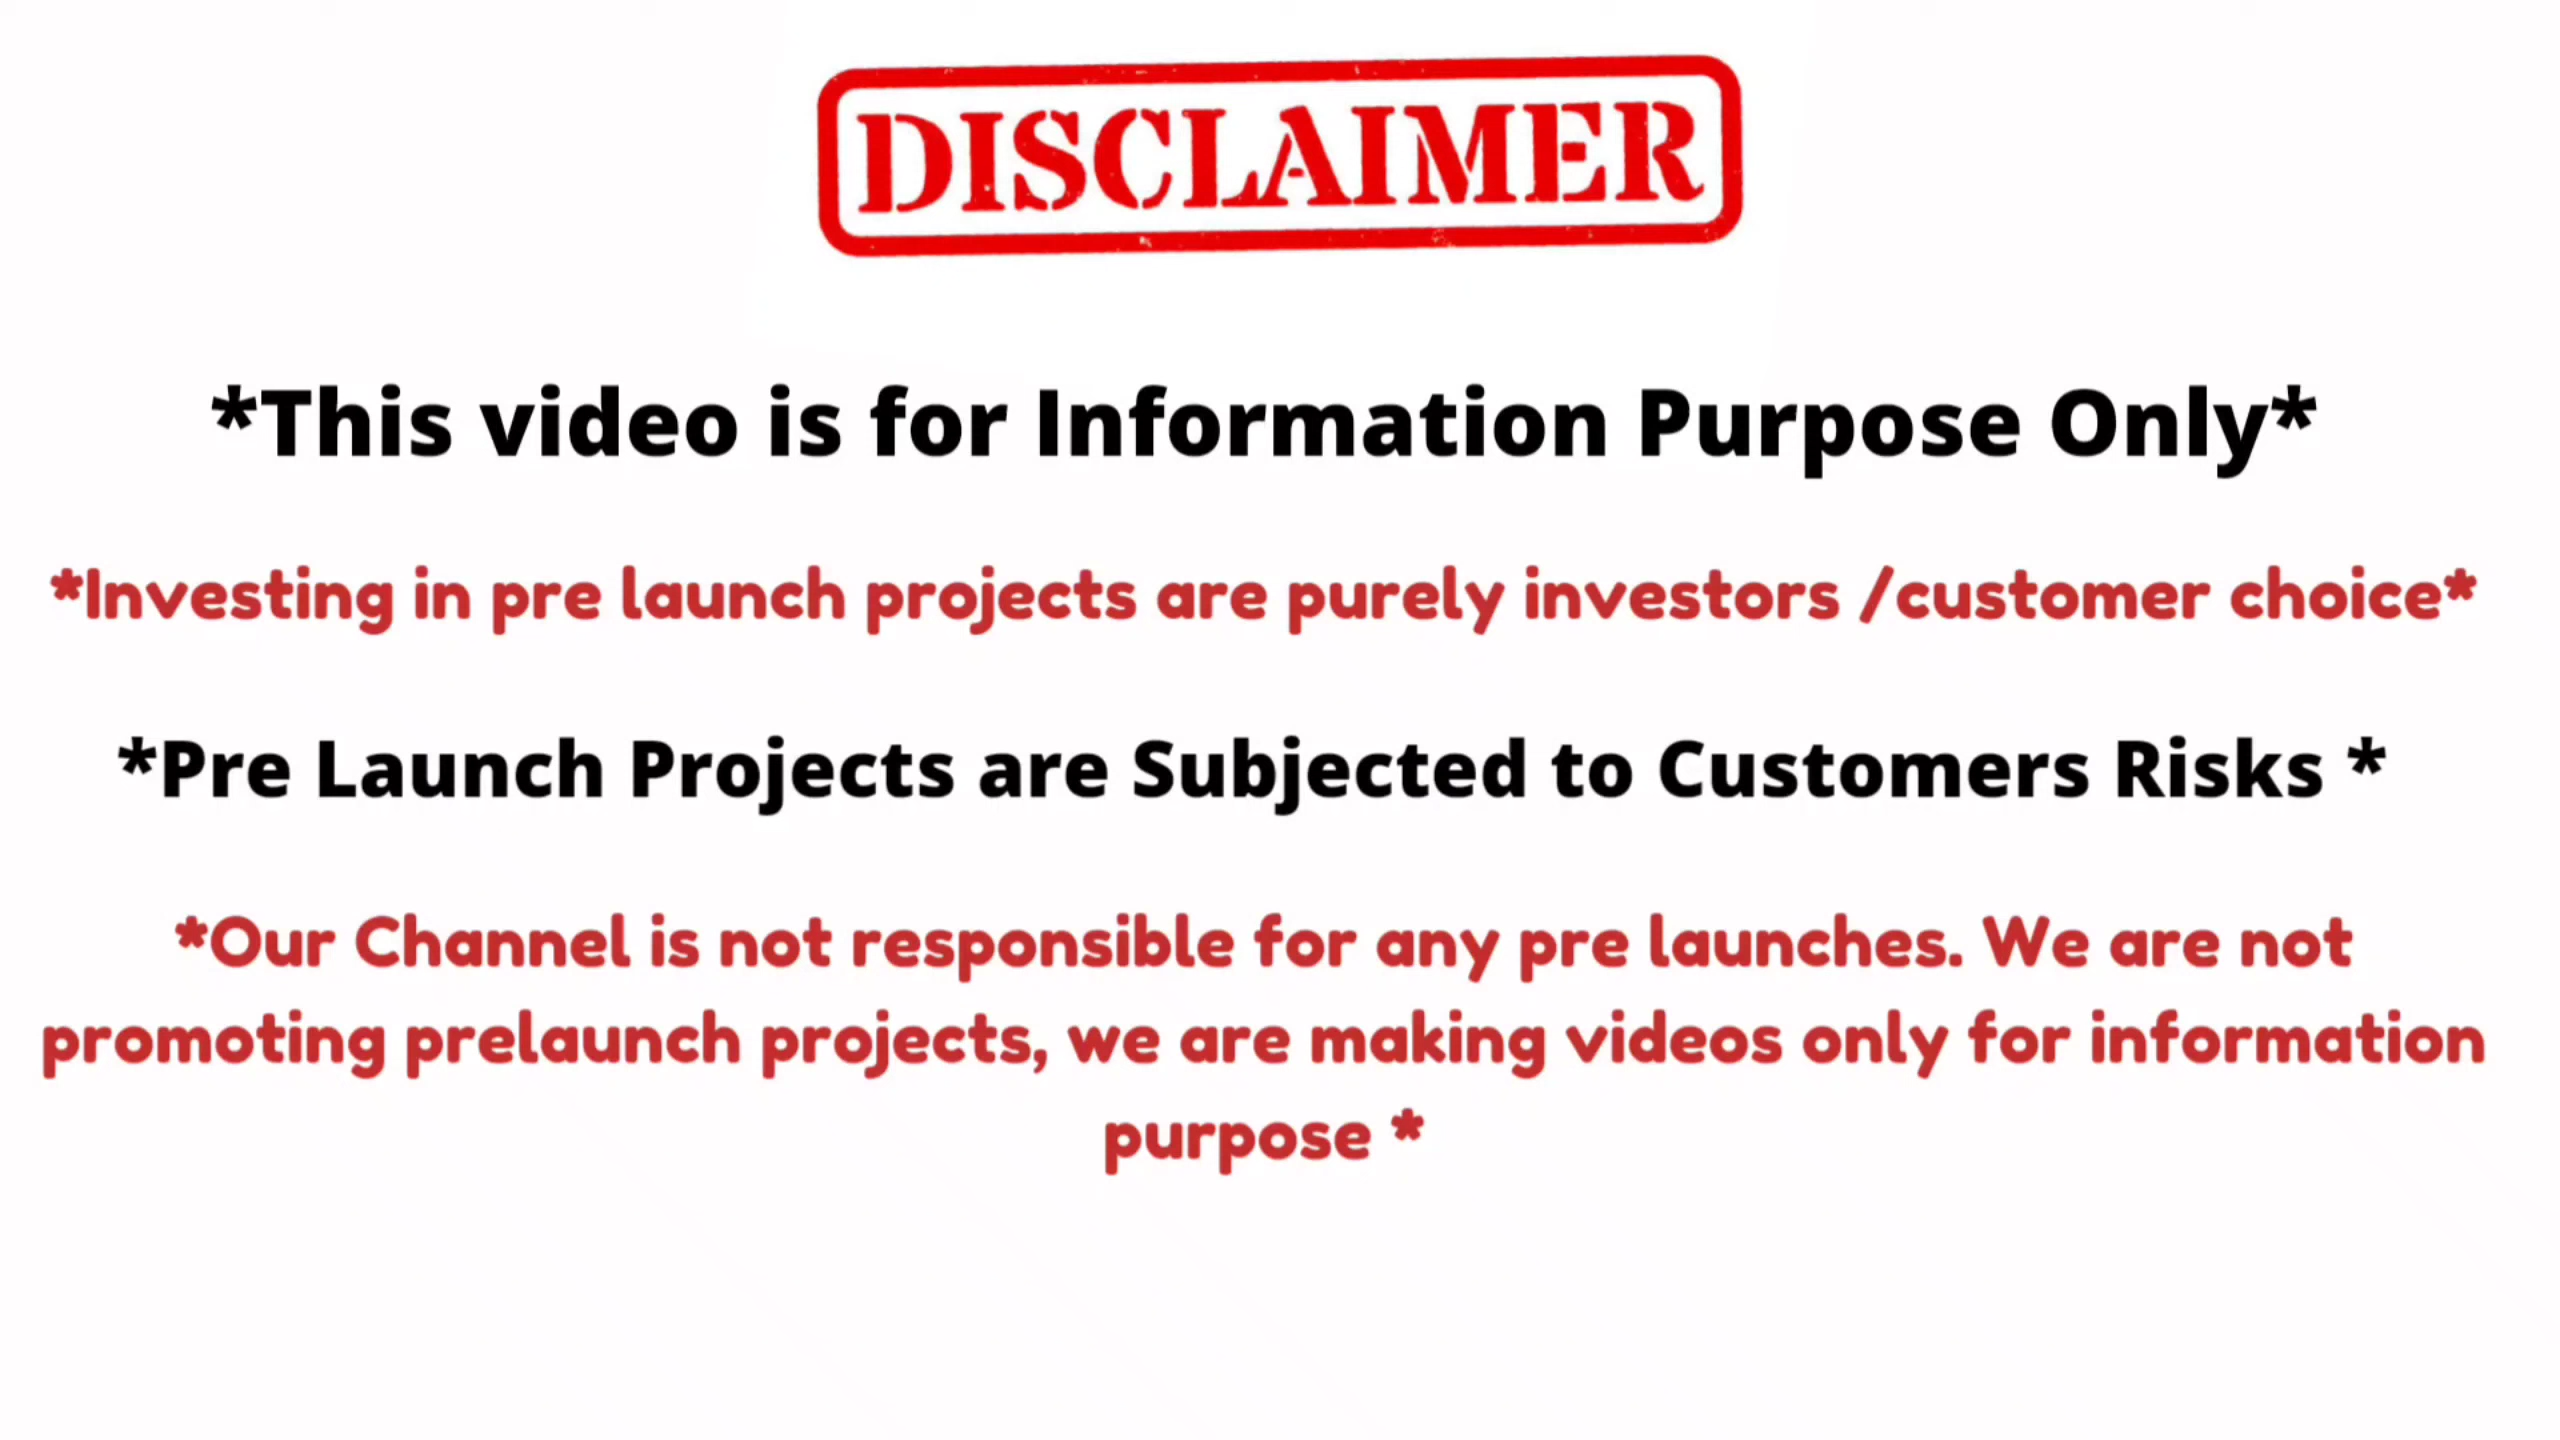 DISCLAIMER
*This video is for Information Purpose Only*
*Investing in pre launch projects are purely investors /customer choice*
*Pre Launch Projects are Subjected to Customers Risks *
*Our Channel is not responsible for any pre launches. We are not
promoting prelaunch projects, we are making videos only for information
purpose *